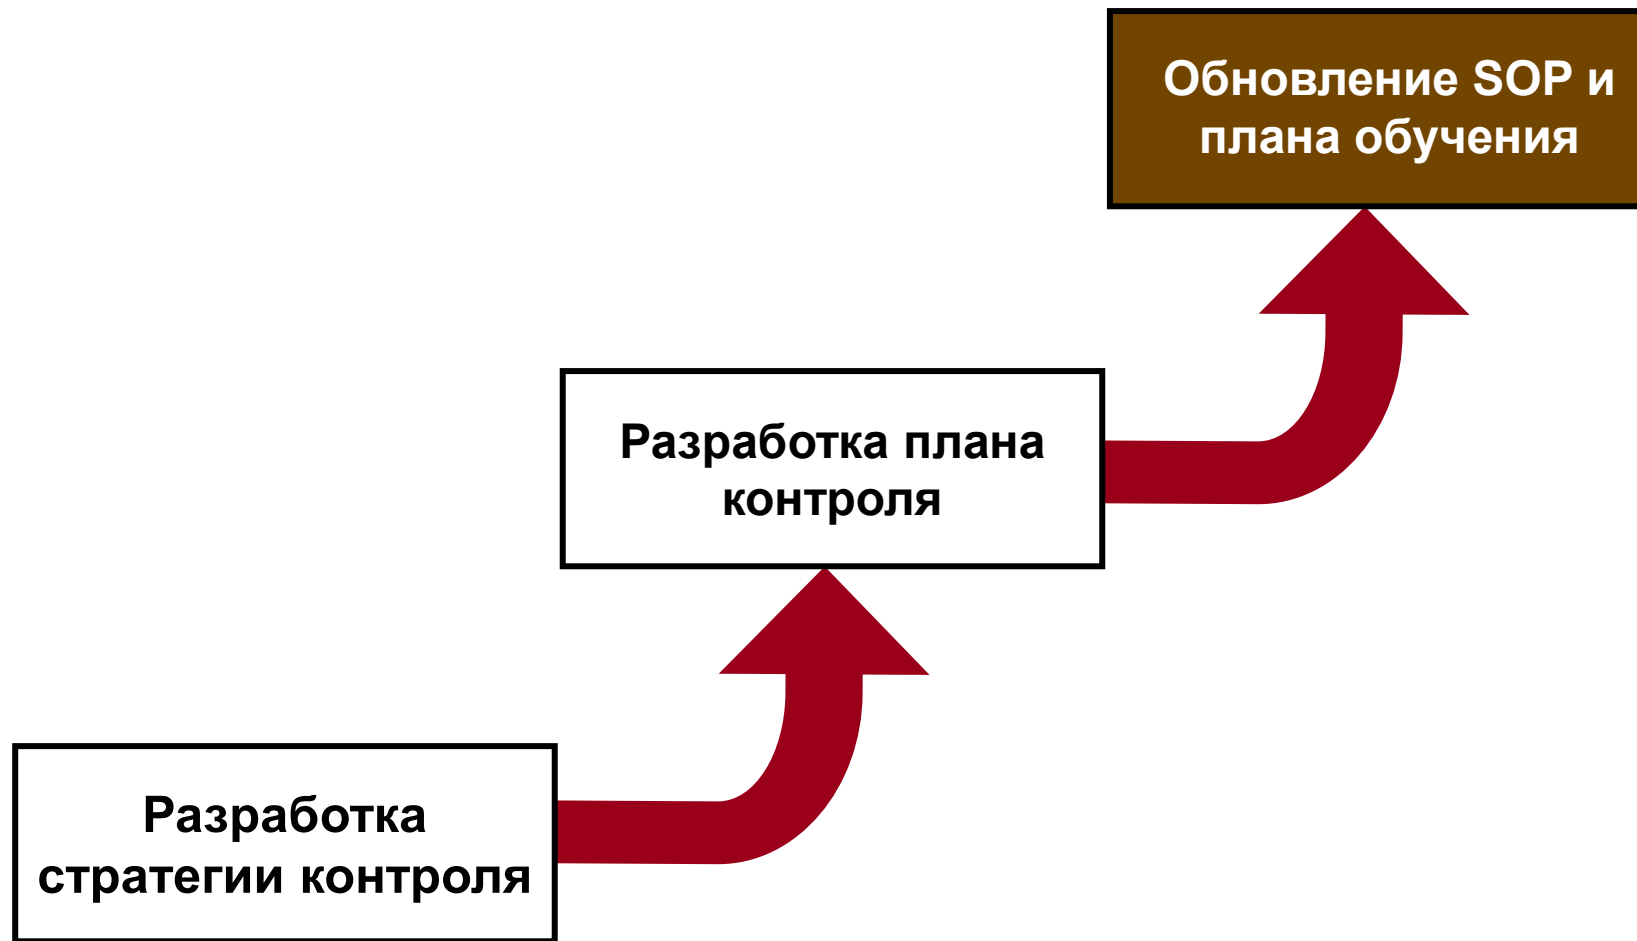 Обновление SOP и
плана обучения
Разработка плана
контроля
Разработка
стратегии контроля